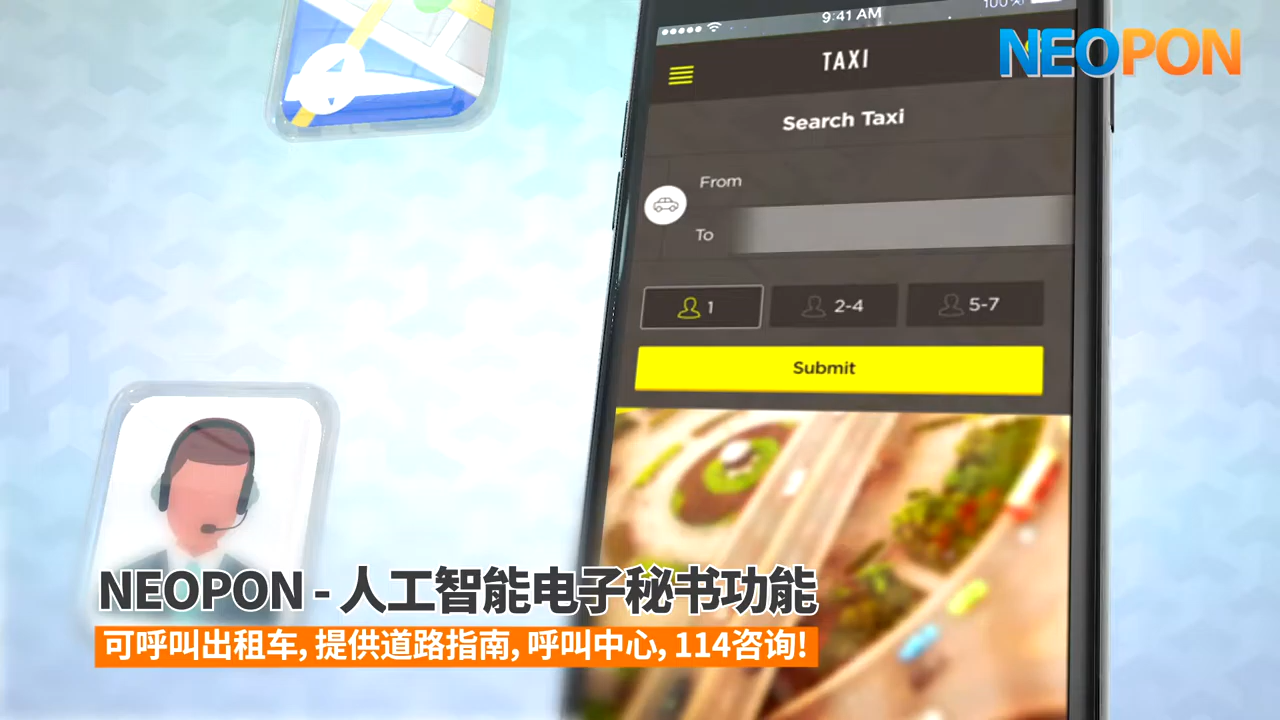 9:41 AM
100%
NEOPON
TAXI
Search Taxi
From
To
1
2-4
5-7
Submit
NEOPON - 人工智能电子秘书功能
可呼叫出租车, 提供道路指南, 呼叫中心, 114咨询!